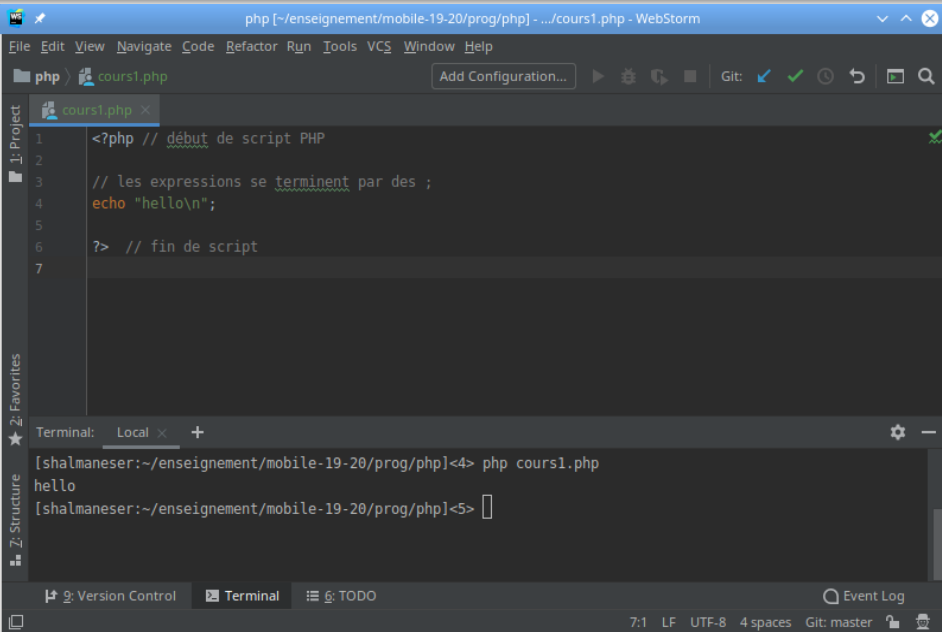 WS php [~/enseignement/mobile-19-20/prog/php] - .../cours1.php - WebStorm
File Edit View Navigate Code Refactor Run Tools VCS Window Help
php cours1.php Add Configuration... Git:
1: Project
cours1.php
1 <?php // début de script PHP
2
3 // les expressions se terminent par des ;
4 echo "hello\n";
5
6 ?>  // fin de script
7
2: Favorites
7: Structure
Terminal: Local +
[shalmaneser:~/enseignement/mobile-19-20/prog/php]<4> php cours1.php
hello
[shalmaneser:~/enseignement/mobile-19-20/prog/php]<5>
9: Version Control Terminal 6: TODO Event Log
7:1 LF UTF-8 4 spaces Git: master